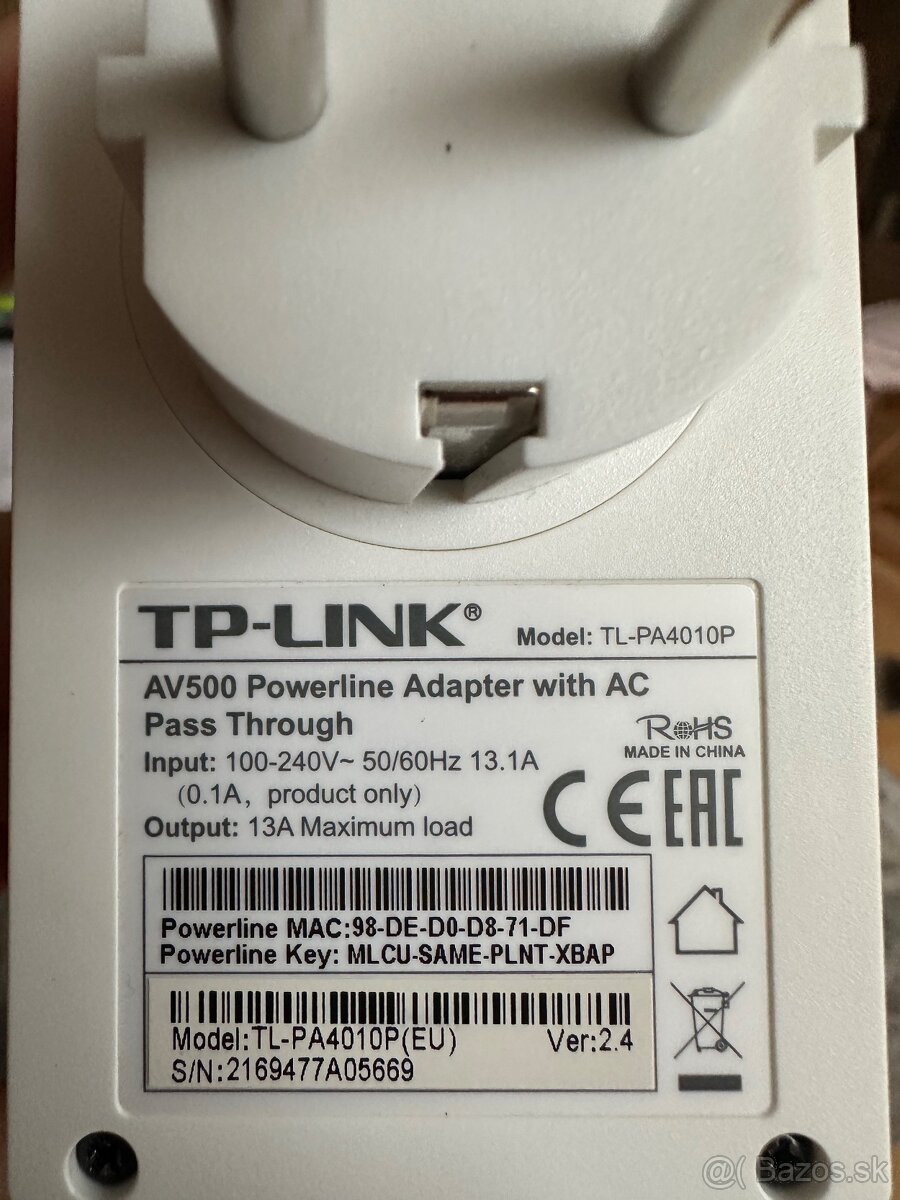 TP-LINK®
Model: TL-PA4010P
AV500 Powerline Adapter with AC
Pass Through
RoHS
MADE IN CHINA
Input: 100-240V~ 50/60Hz 13.1A
(0.1A, product only)
Output: 13A Maximum load
CE EAC
Powerline MAC:98-DE-D0-D8-71-DF
Powerline Key: MLCU-SAME-PLNT-XBAP
Model:TL-PA4010P(EU) Ver:2.4
S/N:2169477A05669
@( Bazos.sk